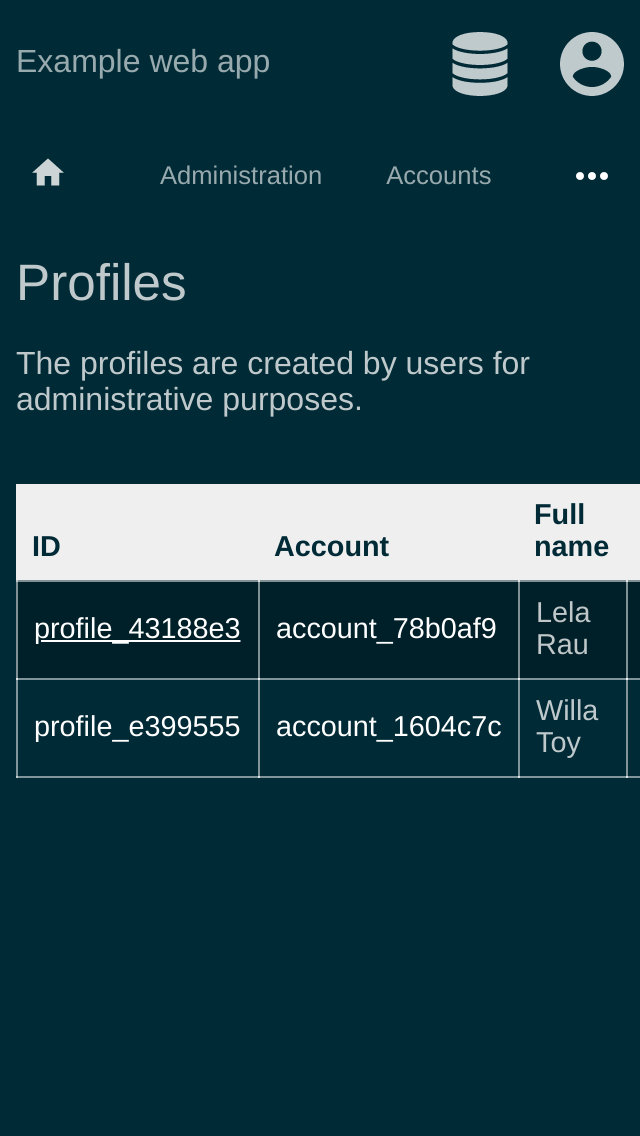 Example web app
Administration Accounts
Profiles
The profiles are created by users for
administrative purposes.
ID Account Full name
profile_43188e3 account_78b0af9 Lela Rau
profile_e399555 account_1604c7c Willa Toy